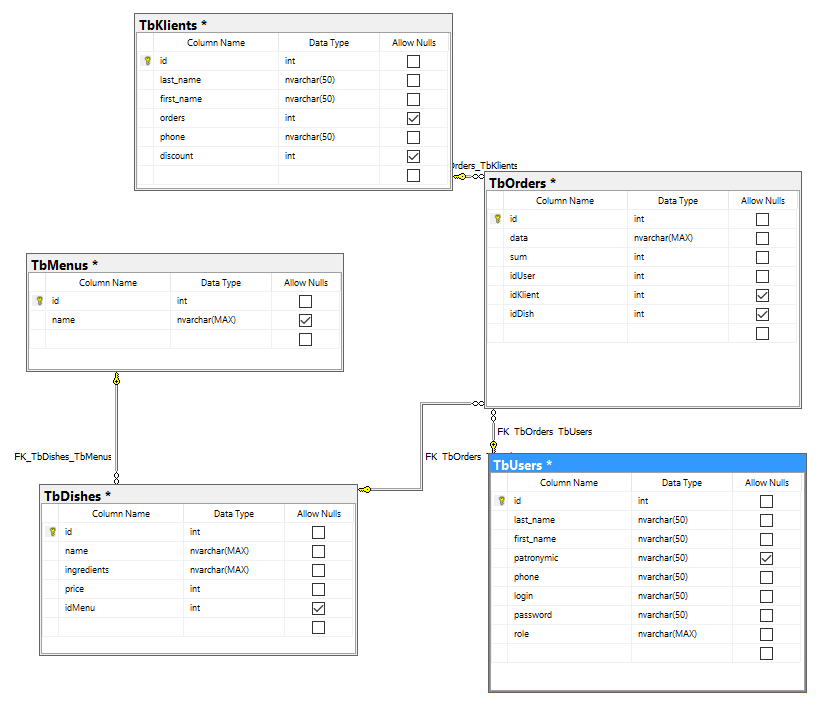 TbKlients *
Column Name Data Type Allow Nulls
id int
last_name nvarchar(50)
first_name nvarchar(50)
orders int
phone nvarchar(50)
discount int
TbOrders *
Column Name Data Type Allow Nulls
id int
data nvarchar(MAX)
sum int
idUser int
idKlient int
idDish int
TbMenus *
Column Name Data Type Allow Nulls
id int
name nvarchar(MAX)
FK_TbDishes_TbMenus
FK TbOrders
FK TbOrders TbUsers
TbDishes *
Column Name Data Type Allow Nulls
id int
name nvarchar(MAX)
ingredients nvarchar(MAX)
price int
idMenu int
TbUsers *
Column Name Data Type Allow Nulls
id int
last_name nvarchar(50)
first_name nvarchar(50)
patronymic nvarchar(50)
phone nvarchar(50)
login nvarchar(50)
password nvarchar(50)
role nvarchar(MAX)